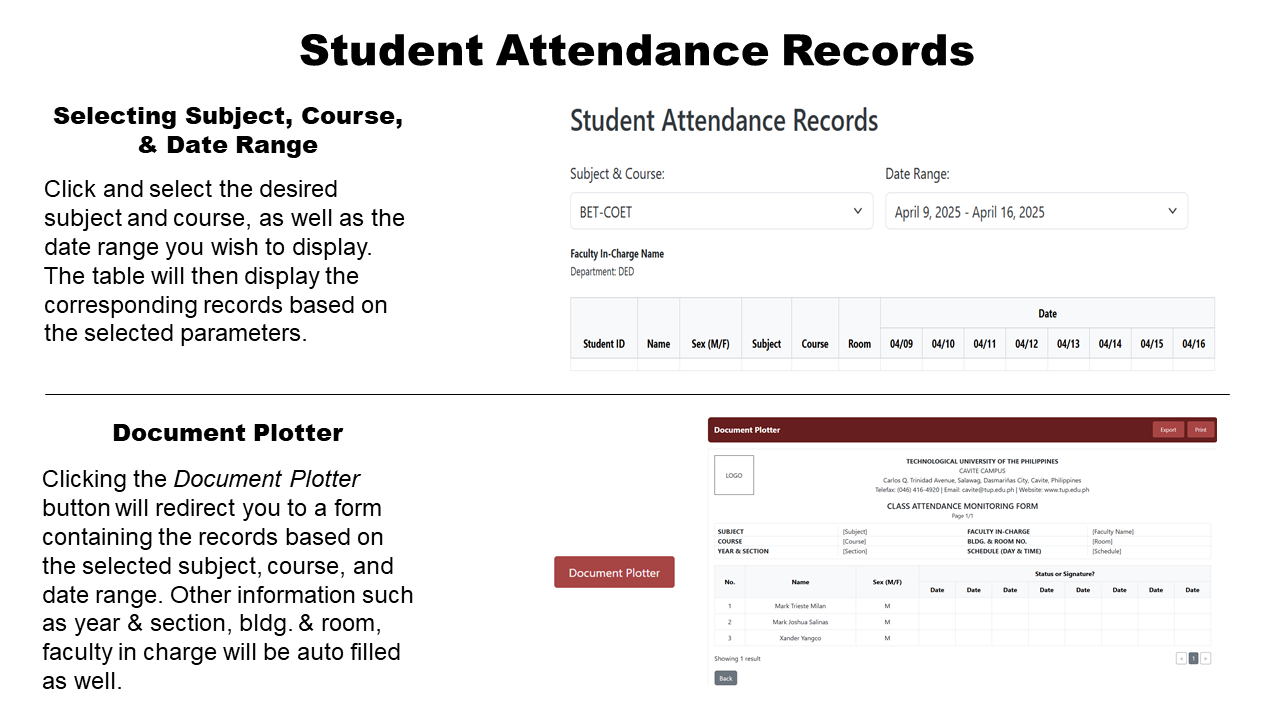 Student Attendance Records
Selecting Subject, Course,
& Date Range
Click and select the desired
subject and course, as well as the
date range you wish to display.
The table will then display the
corresponding records based on
the selected parameters.
Student Attendance Records
Subject & Course:
Date Range:
BET-COET
April 9, 2025 - April 16, 2025
Faculty In-Charge Name
Department: DED
Date
Student ID Name Sex (M/F) Subject Course Room 04/09 04/10 04/11 04/12 04/13 04/14 04/15 04/16
Document Plotter
Clicking the Document Plotter
button will redirect you to a form
containing the records based on
the selected subject, course, and
date range. Other information such
as year & section, bldg. & room,
faculty in charge will be auto filled
as well.
Document Plotter
Document Plotter Export Print
LOGO
TECHNOLOGICAL UNIVERSITY OF THE PHILIPPINES
CAVITE CAMPUS
Carlos Q. Trinidad Avenue, Salawag, Dasmariñas City, Cavite, Philippines
Telefax: (046) 416-4920 | Email: cavite@tup.edu.ph | Website: www.tup.edu.ph
CLASS ATTENDANCE MONITORING FORM
Page 1/1
SUBJECT [Subject] FACULTY IN-CHARGE [Faculty Name]
COURSE [Course] BLDG. & ROOM NO. [Room]
YEAR & SECTION [Section] SCHEDULE (DAY & TIME) [Schedule]
No. Name Sex (M/F) Status or Signature?
Date Date Date Date Date Date Date Date
1 Mark Trieste Milan M
2 Mark Joshua Salinas M
3 Xander Yangco M
Showing 1 result
« 1 »
Back